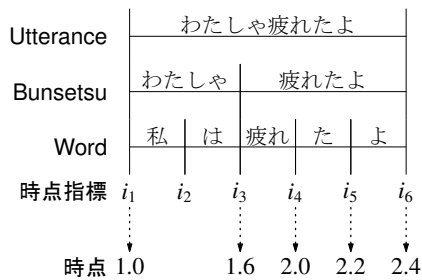 Utterance わたしゃ疲れたよ
Bunsetsu わたしゃ 疲れたよ
Word 私 は 疲れ た よ
時点指標 i1 i2 i3 i4 i5 i6
時点 1.0 1.6 2.0 2.2 2.4